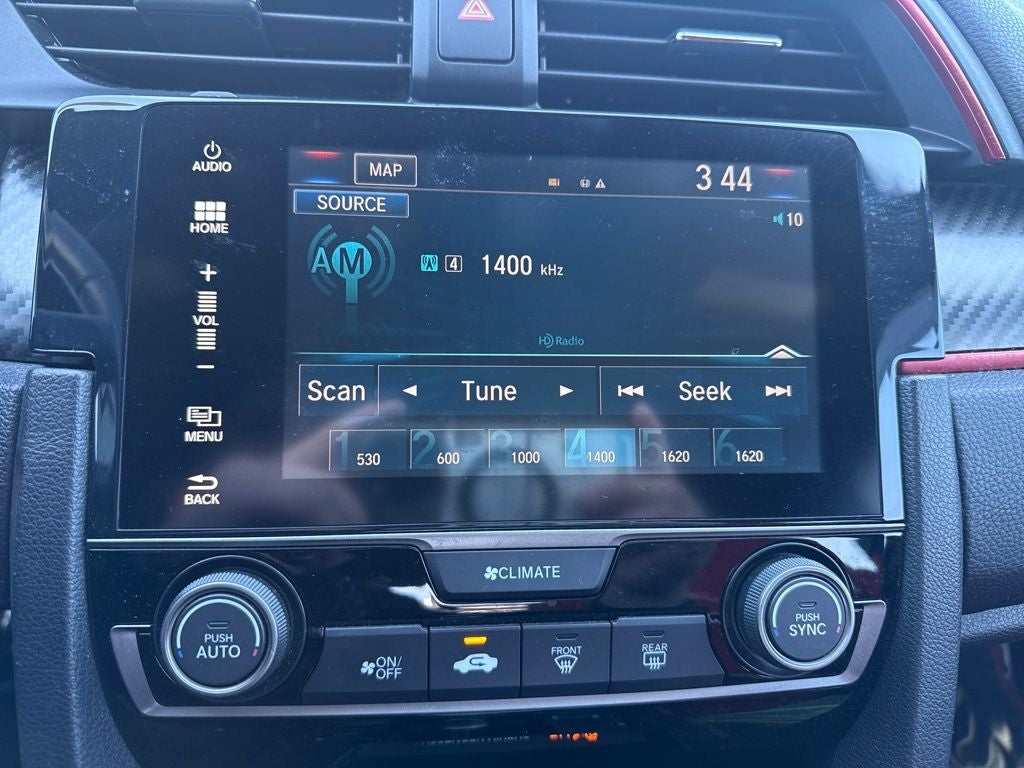 AUDIO
MAP
3 44
SOURCE
10
HOME
AM
4
1400 kHz
+
VOL
-
HD Radio
Scan
Tune
Seek
MENU
1 530
2 600
3 1000
4 1400
5 1620
6 1620
BACK
CLIMATE
PUSH
AUTO
ON/
OFF
FRONT
REAR
PUSH
SYNC